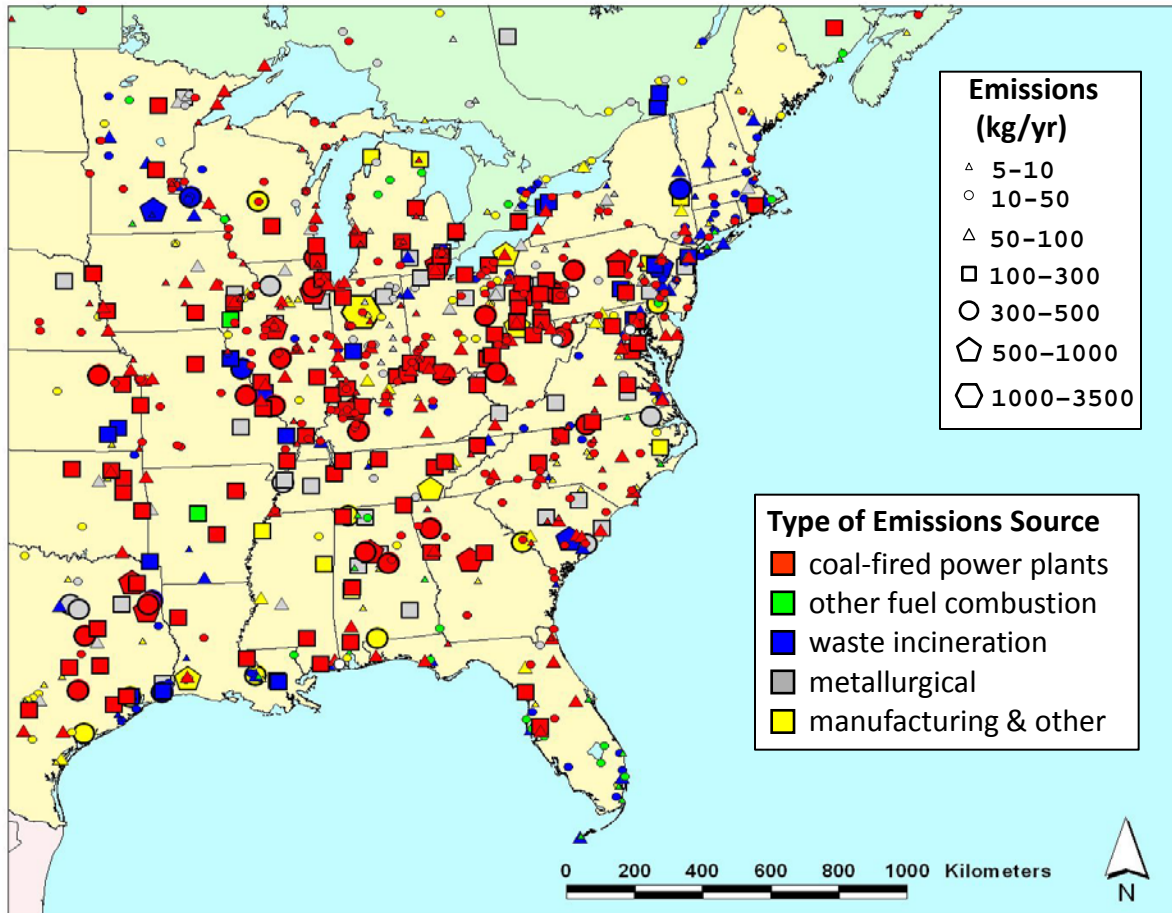 Emissions
(kg/yr)
5-10
10-50
50-100
100-300
300-500
500-1000
1000-3500
Type of Emissions Source
coal-fired power plants
other fuel combustion
waste incineration
metallurgical
manufacturing & other
0 200 400 600 800 1000 Kilometers
N